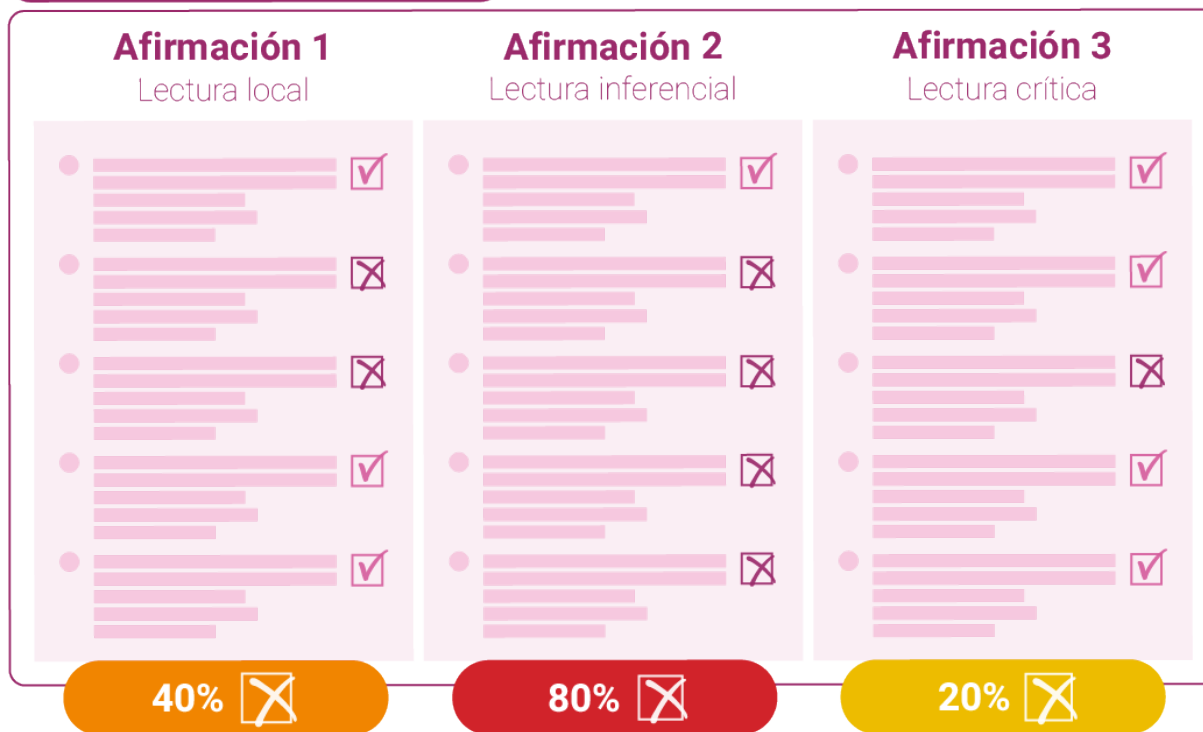 Afirmación 1
Lectura local
Afirmación 2
Lectura inferencial
Afirmación 3
Lectura crítica
40%
80%
20%